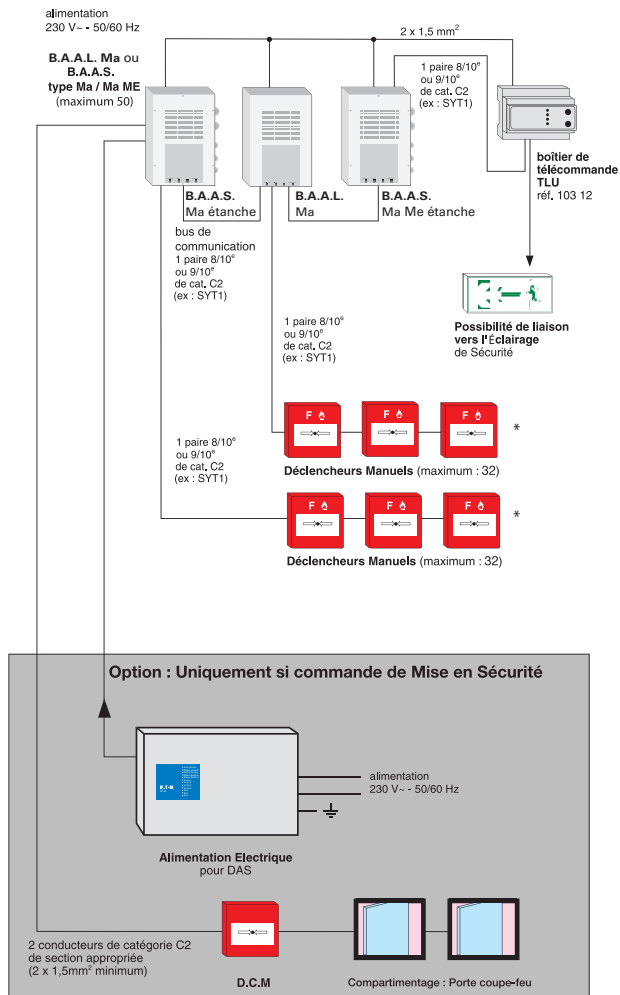 alimentation
230 V~ - 50/60 Hz
2 x 1,5 mm²
B.A.A.L. Ma ou
B.A.A.S.
type Ma / Ma ME
(maximum 50)
1 paire 8/10e
ou 9/10e
de cat. C2
(ex : SYT1)
boîtier de
télécommande
TLU
réf. 103 12
B.A.A.S.
Ma étanche
B.A.A.L.
Ma
B.A.A.S.
Ma Me étanche
bus de
communication
1 paire 8/10e
ou 9/10e
de cat. C2
(ex : SYT1)
Possibilité de liaison
vers l'Éclairage
de Sécurité
1 paire 8/10e
ou 9/10e
de cat. C2
(ex : SYT1)
F F F *
Déclencheurs Manuels (maximum : 32)
1 paire 8/10e
ou 9/10e
de cat. C2
(ex : SYT1)
F F F *
Déclencheurs Manuels (maximum : 32)
Option : Uniquement si commande de Mise en Sécurité
alimentation
230 V~ - 50/60 Hz
Alimentation Electrique
pour DAS
2 conducteurs de catégorie C2
de section appropriée
(2 x 1,5mm² minimum)
D.C.M
Compartimentage : Porte coupe-feu